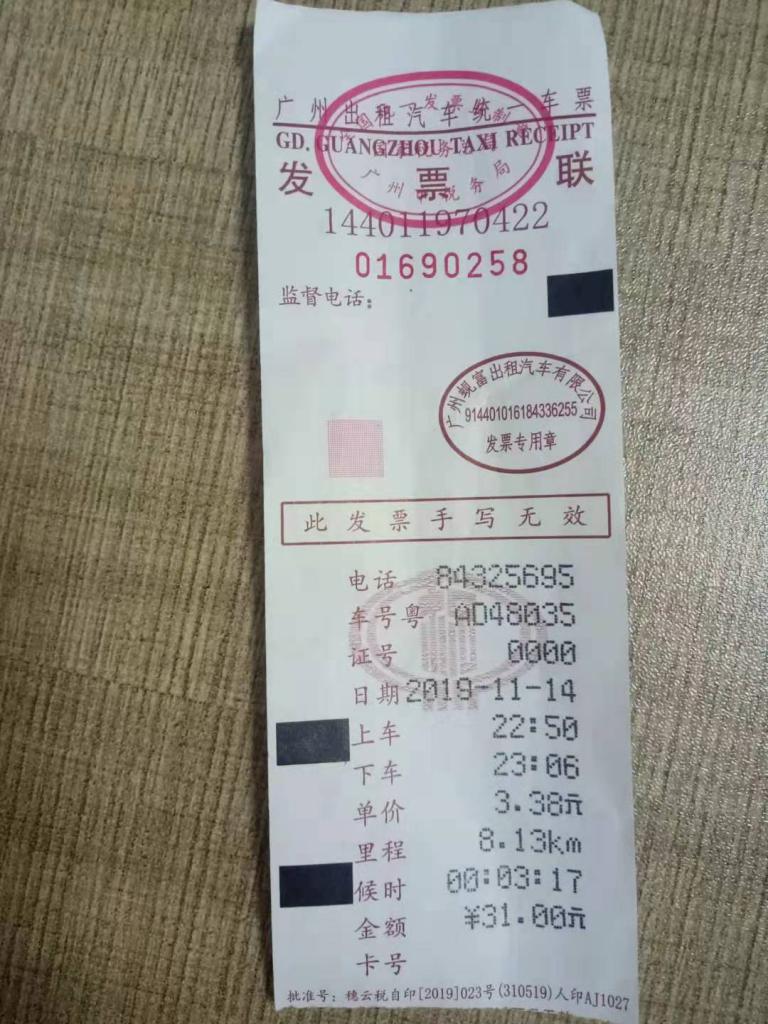 广州出租汽车统一车票
GD. GUANGZHOU TAXI RECEIPT
发票联
144011970422
01690258
监督电话：
广州蚬富出租汽车有限公司
914401016184336255
发票专用章
此发票手写无效
电话 84325695
车号粤 AD48035
证号 0000
日期 2019-11-14
上车 22:50
下车 23:06
单价 3.38元
里程 8.13km
候时 00:03:17
金额 ¥31.00元
卡号
批准号：穗云税自印[2019]023号(310519)人印AJ1027